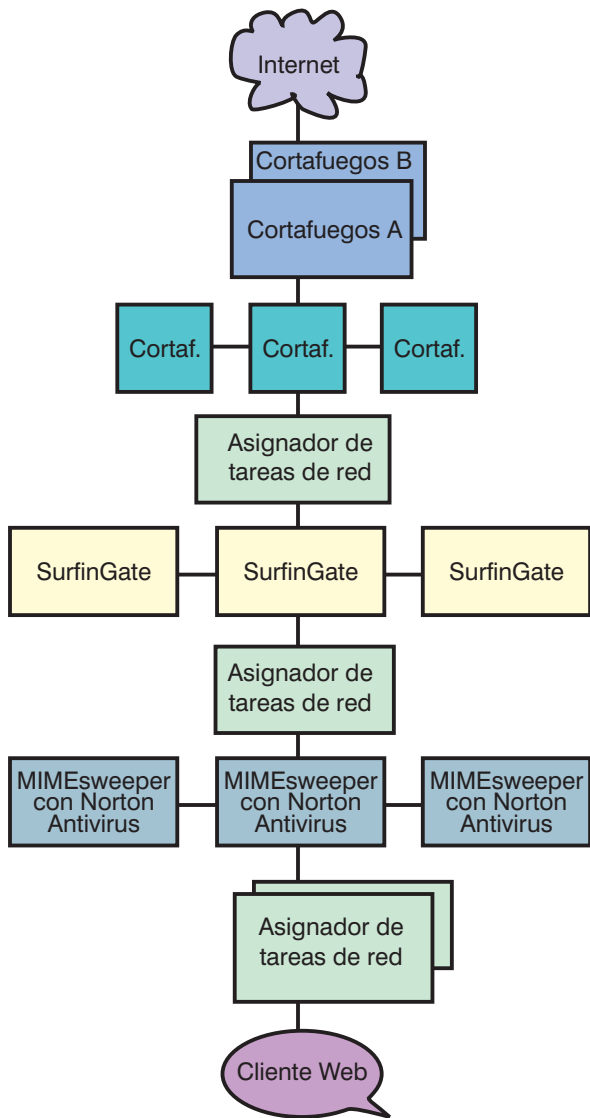 Internet
Cortafuegos B
Cortafuegos A
Cortaf.
Cortaf.
Cortaf.
Asignador de
tareas de red
SurfinGate
SurfinGate
SurfinGate
Asignador de
tareas de red
MIMEsweeper
con Norton
Antivirus
MIMEsweeper
con Norton
Antivirus
MIMEsweeper
con Norton
Antivirus
Asignador de
tareas de red
Cliente Web